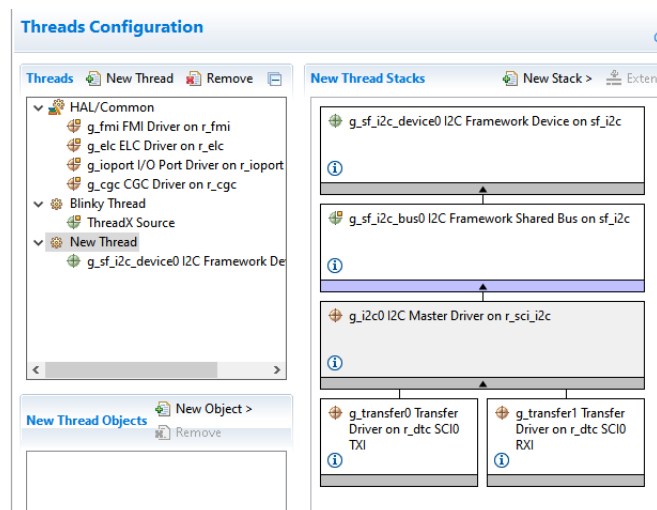 Threads Configuration
Threads New Thread Remove
HAL/Common
g_fmi FMI Driver on r_fmi
g_elc ELC Driver on r_elc
g_ioport I/O Port Driver on r_ioport
g_cgc CGC Driver on r_cgc
Blinky Thread
ThreadX Source
New Thread
g_sf_i2c_device0 I2C Framework De
New Thread Objects New Object >
Remove
New Thread Stacks New Stack > Exten
g_sf_i2c_device0 I2C Framework Device on sf_i2c
g_sf_i2c_bus0 I2C Framework Shared Bus on sf_i2c
g_i2c0 I2C Master Driver on r_sci_i2c
g_transfer0 Transfer
Driver on r_dtc SCI0
TXI
g_transfer1 Transfer
Driver on r_dtc SCI0
RXI